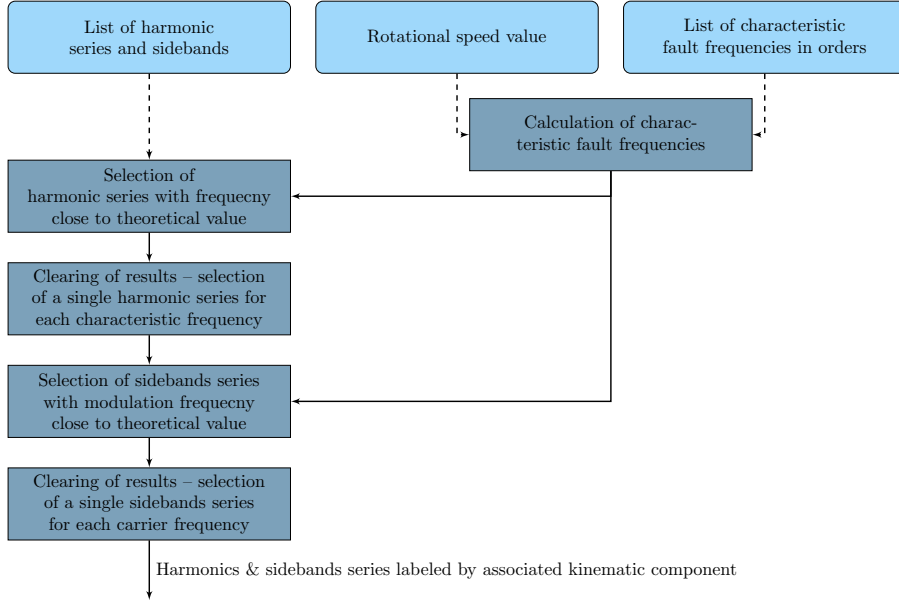 List of harmonic
series and sidebands
Rotational speed value
List of characteristic
fault frequencies in orders
Calculation of charac-
teristic fault frequencies
Selection of
harmonic series with frequecny
close to theoretical value
Clearing of results – selection
of a single harmonic series for
each characteristic frequency
Selection of sidebands series
with modulation frequecny
close to theoretical value
Clearing of results – selection
of a single sidebands series
for each carrier frequency
Harmonics & sidebands series labeled by associated kinematic component